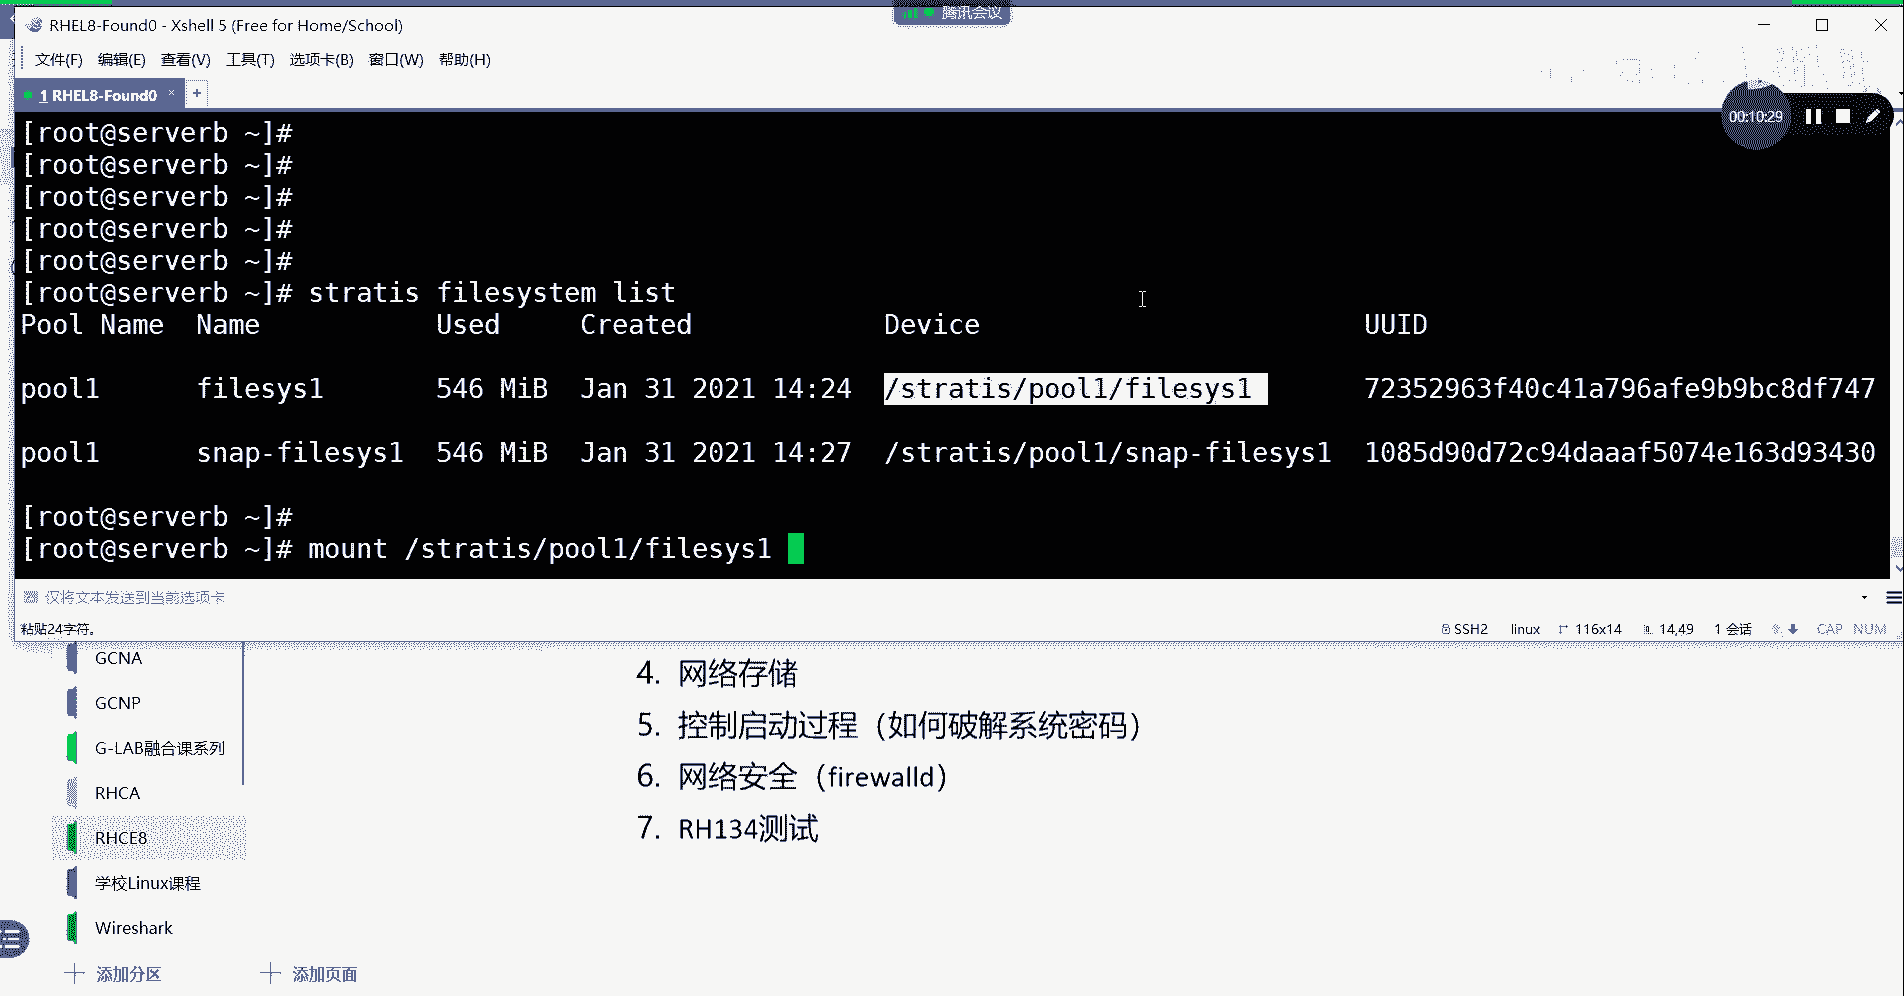 腾讯会议
RHEL8-Found0 - Xshell 5 (Free for Home/School)
文件(F) 编辑(E) 查看(V) 工具(T) 选项卡(B) 窗口(W) 帮助(H)
1 RHEL8-Found0 × +
00:10:29
[root@serverb ~]#
[root@serverb ~]#
[root@serverb ~]#
[root@serverb ~]#
[root@serverb ~]#
[root@serverb ~]# stratis filesystem list
Pool Name Name Used Created Device UUID
pool1 filesys1 546 MiB Jan 31 2021 14:24 /stratis/pool1/filesys1 72352963f40c41a796afe9b9bc8df747
pool1 snap-filesys1 546 MiB Jan 31 2021 14:27 /stratis/pool1/snap-filesys1 1085d90d72c94daaaf5074e163d93430
[root@serverb ~]#
[root@serverb ~]# mount /stratis/pool1/filesys1
仅将文本发送到当前选项卡
粘贴24字符。 SSH2 linux 116x14 14,49 1 会话 CAP NUM
GCNA
GCNP
G-LAB融合课系列
RHCA
RHCE8
学校Linux课程
Wireshark
添加分区 添加页面
4. 网络存储
5. 控制启动过程（如何破解系统密码）
6. 网络安全（firewalld）
7. RH134测试